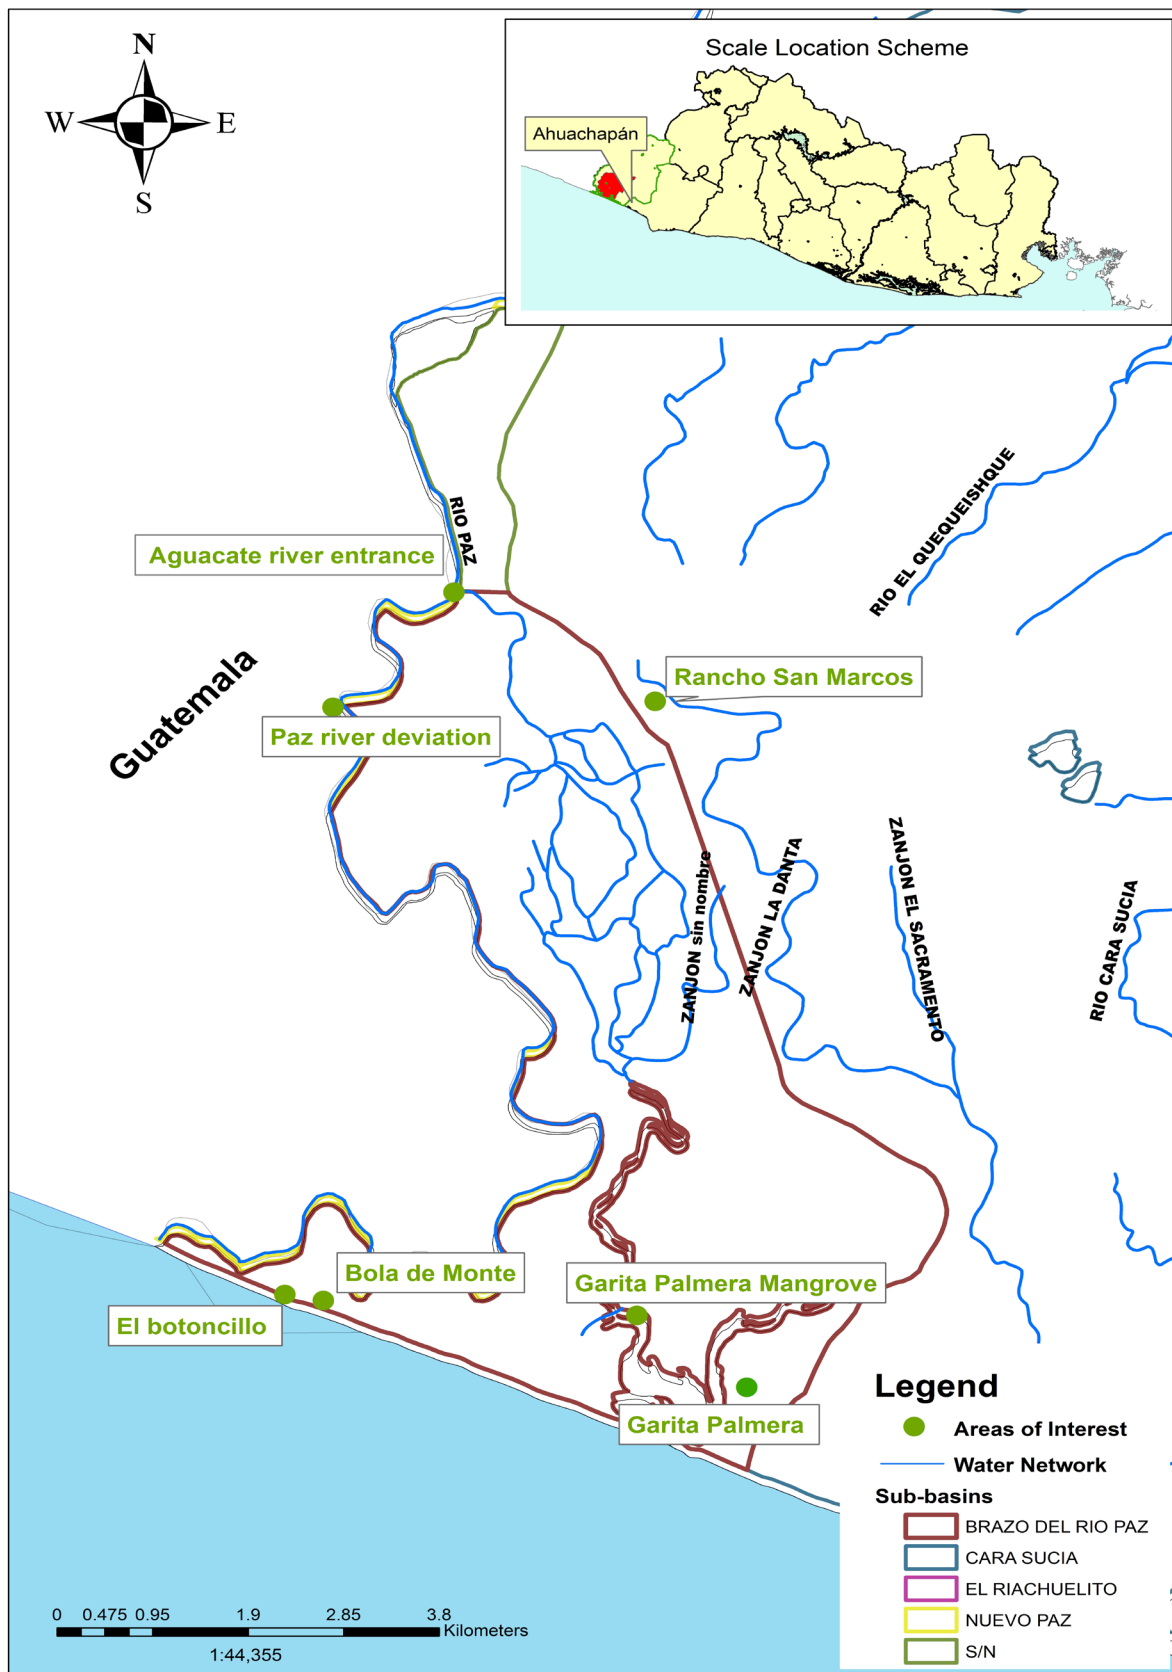 N
W E
S
Scale Location Scheme
Ahuachapán
RIO PAZ
Aguacate river entrance
RIO EL QUEQUEISHQUE
Guatemala
Rancho San Marcos
Paz river deviation
ZANJON sin nombre
ZANJON LA DANTA
ZANJON EL SACRAMENTO
RIO CARA SUCIA
Bola de Monte
Garita Palmera Mangrove
El botoncillo
Garita Palmera
Legend
Areas of Interest
Water Network
Sub-basins
BRAZO DEL RIO PAZ
CARA SUCIA
EL RIACHUELITO
NUEVO PAZ
S/N
0 0.475 0.95 1.9 2.85 3.8
Kilometers
1:44,355